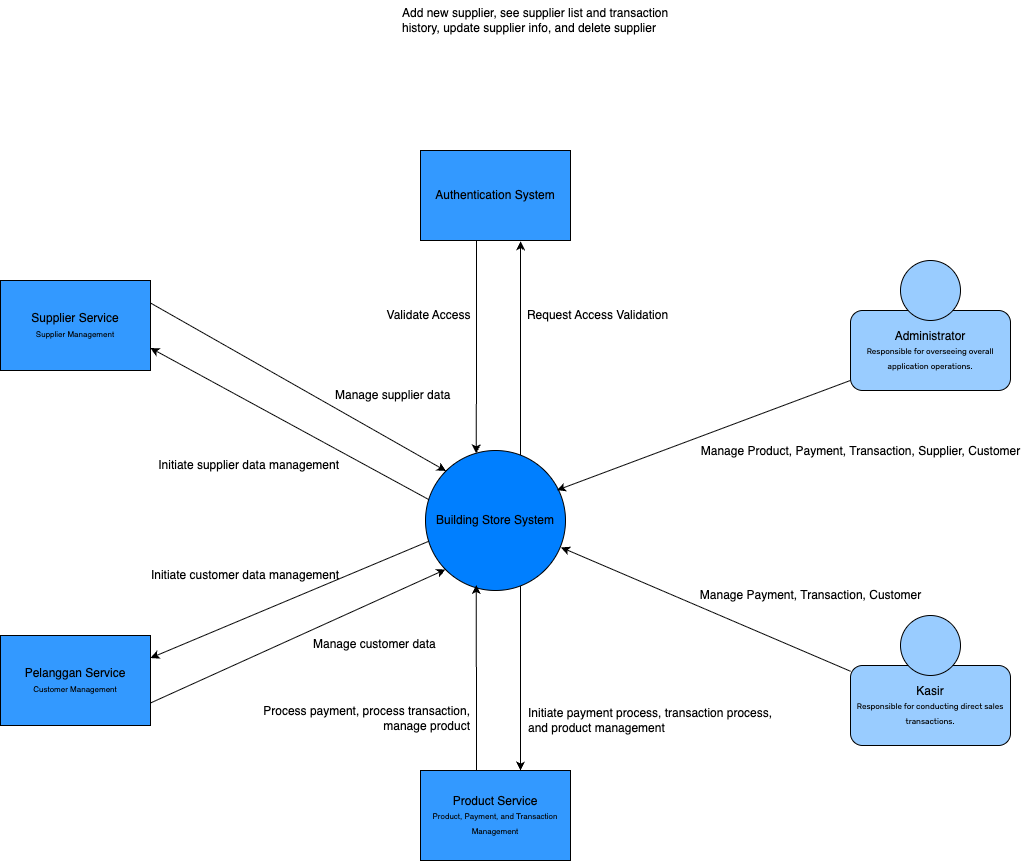 Add new supplier, see supplier list and transaction
history, update supplier info, and delete supplier
Authentication System
Validate Access
Request Access Validation
Supplier Service
Supplier Management
Administrator
Responsible for overseeing overall
application operations.
Manage supplier data
Manage Product, Payment, Transaction, Supplier, Customer
Initiate supplier data management
Building Store System
Initiate customer data management
Manage Payment, Transaction, Customer
Manage customer data
Pelanggan Service
Customer Management
Kasir
Responsible for conducting direct sales
transactions.
Process payment, process transaction,
manage product
Initiate payment process, transaction process,
and product management
Product Service
Product, Payment, and Transaction
Management